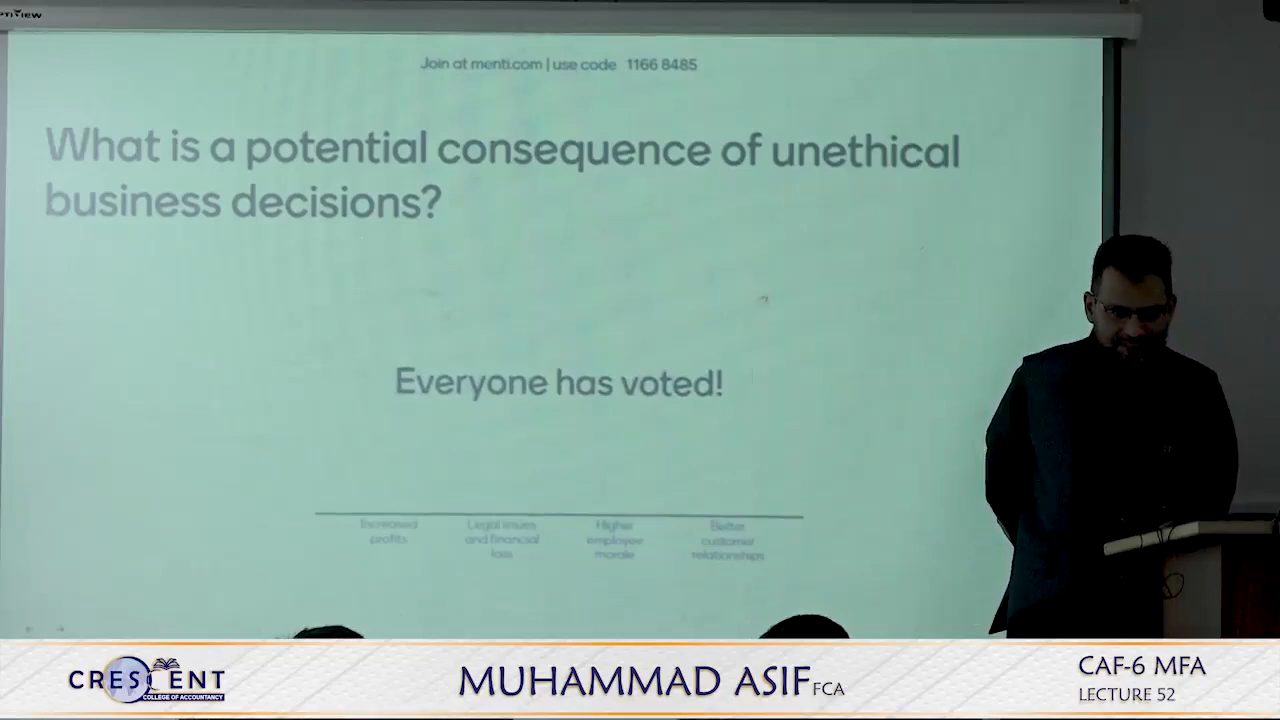 Join at menti.com | use code 1166 8485
What is a potential consequence of unethical
business decisions?
Everyone has voted!
Increased
profits
Legal issues
and financial
loss
Higher
employee
morale
Better
customer
relationships
CRESCENT
COLLEGE OF ACCOUNTANCY
MUHAMMAD ASIF FCA
CAF-6 MFA
LECTURE 52